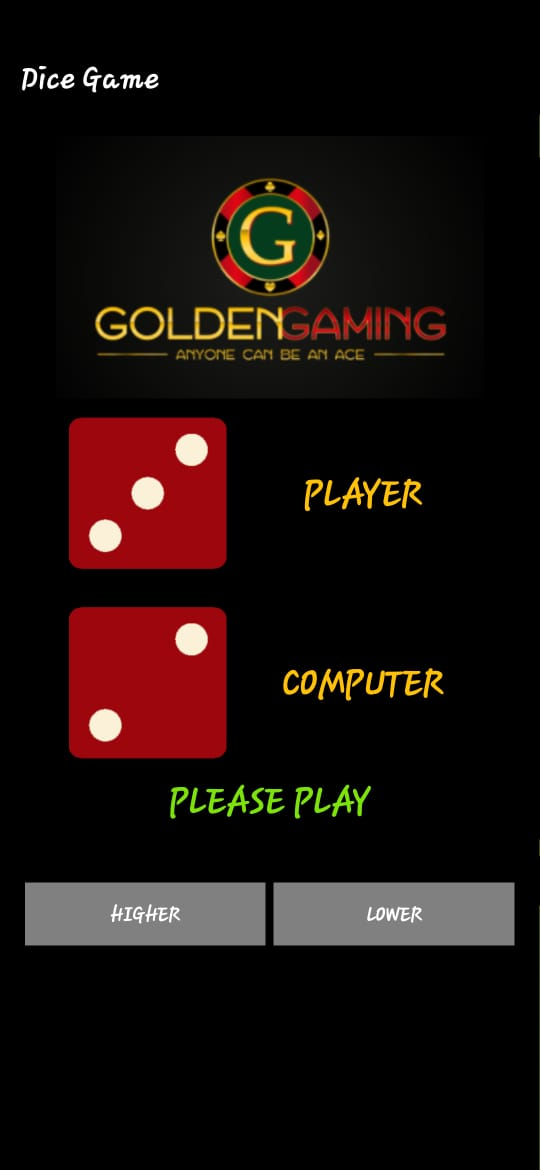 Dice Game
G
GOLDENGAMING
ANYONE CAN BE AN ACE
PLAYER
COMPUTER
PLEASE PLAY
HIGHER
LOWER